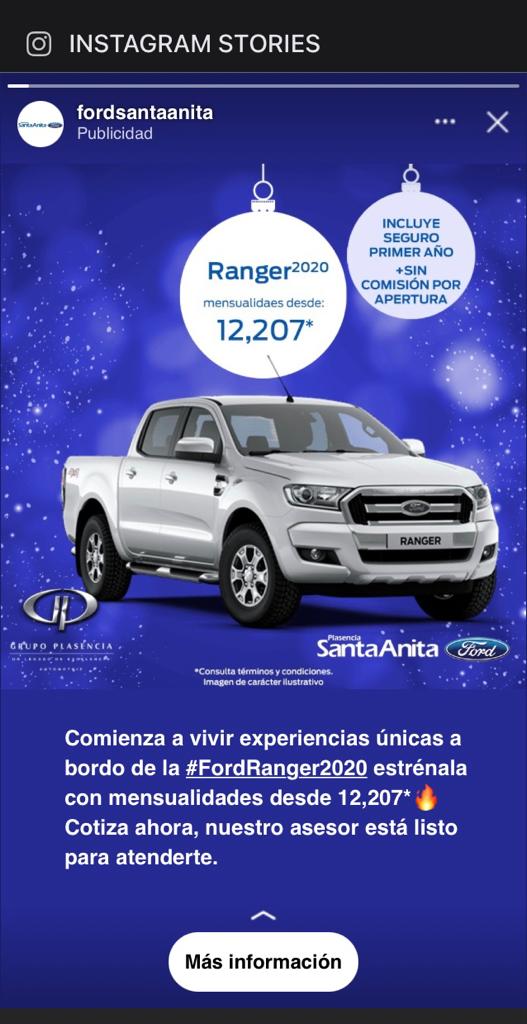 INSTAGRAM STORIES
fordsantaanita
Publicidad
Ranger2020
mensualidaes desde:
12,207*
INCLUYE
SEGURO
PRIMER AÑO
+SIN
COMISIÓN POR
APERTURA
RANGER
GRUPO PLASENCIA
Plasencia
SantaAnita Ford
*Consulta términos y condiciones.
Imagen de carácter ilustrativo
Comienza a vivir experiencias únicas a
bordo de la #FordRanger2020 estrénala
con mensualidades desde 12,207*🔥
Cotiza ahora, nuestro asesor está listo
para atenderte.
Más información